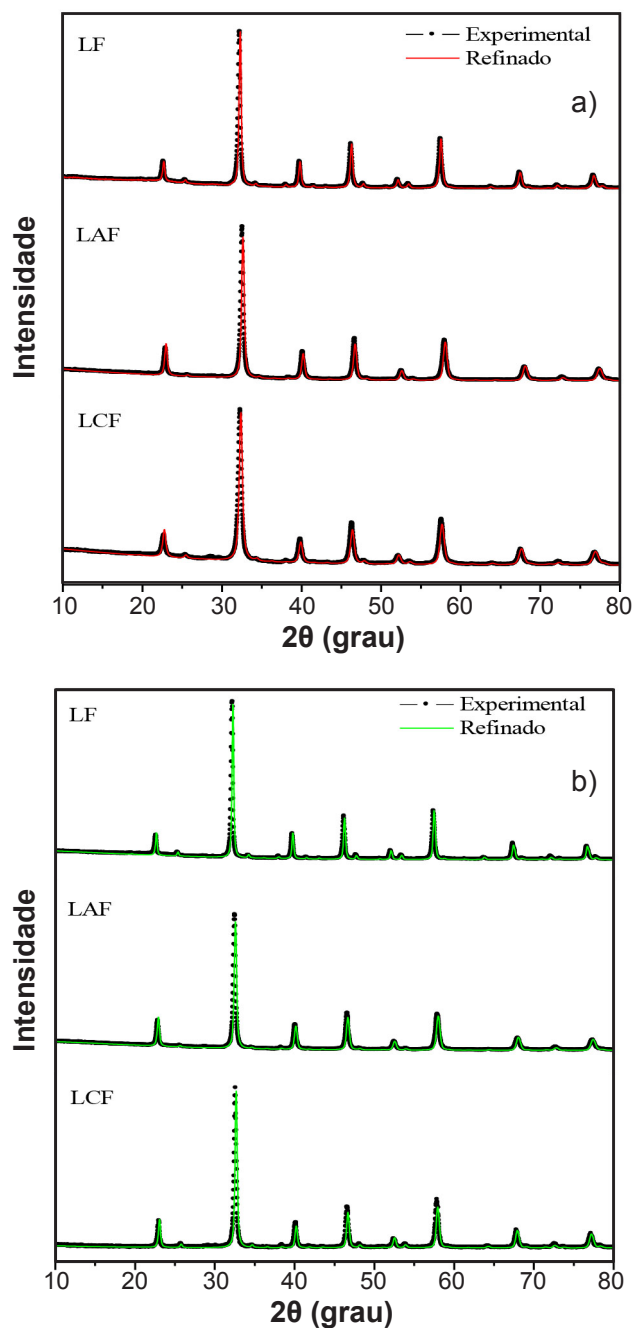 LF
Experimental
Refinado
a)
LAF
LCF
Intensidade
10 20 30 40 50 60 70 80
2θ (grau)
LF
Experimental
Refinado
b)
LAF
LCF
Intensidade
10 20 30 40 50 60 70 80
2θ (grau)